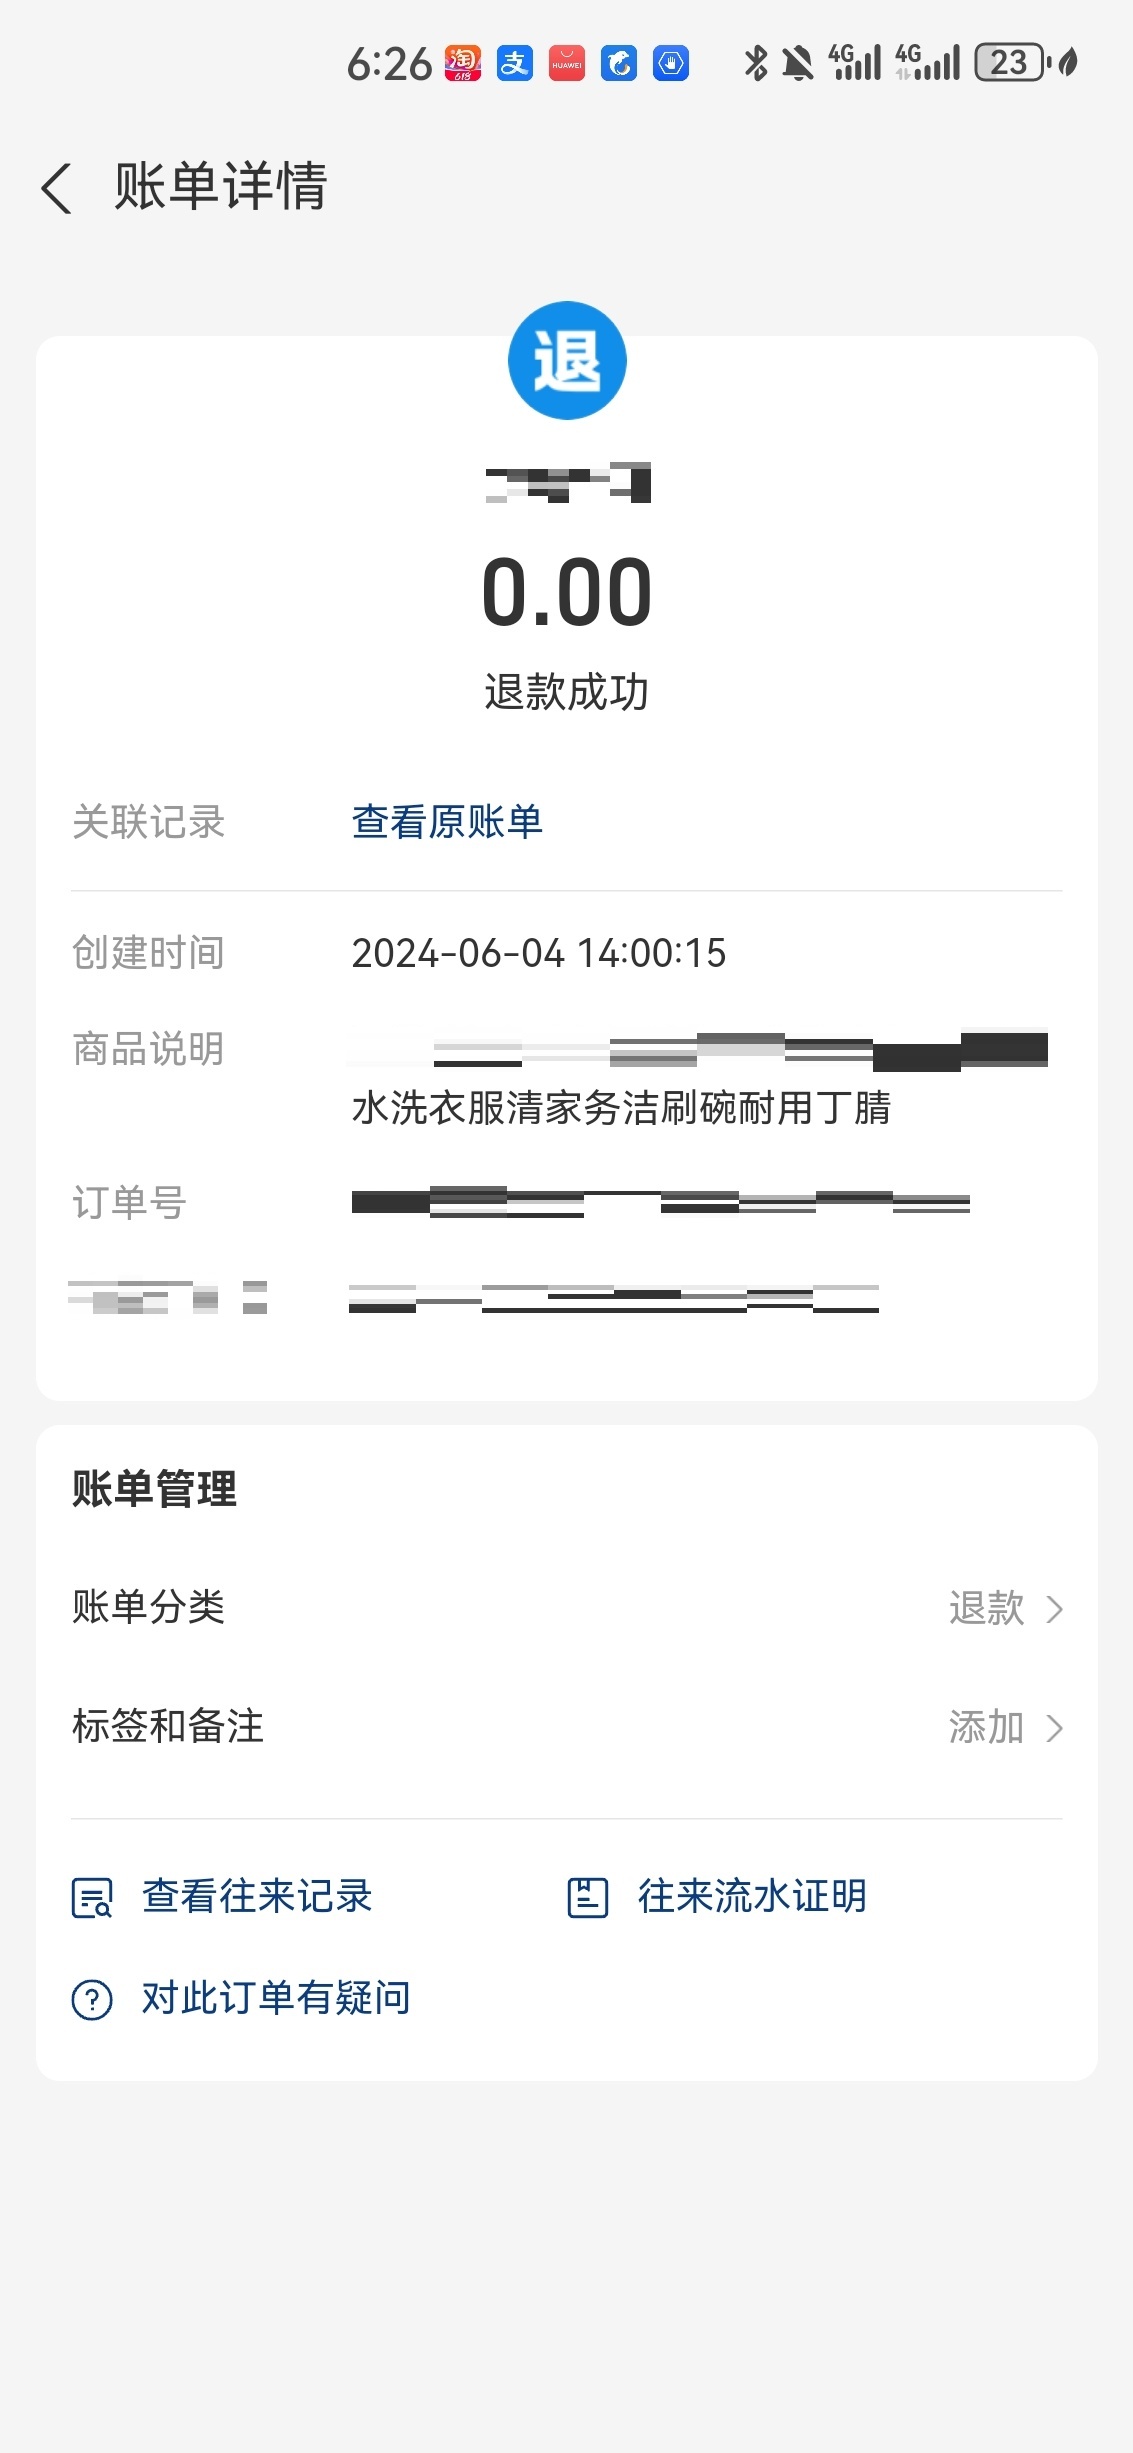 6:26 淘 618 支 HUAWEI 4G 4G 23
账单详情
退
0.00
退款成功
关联记录 查看原账单
创建时间 2024-06-04 14:00:15
商品说明
水洗衣服清家务洁刷碗耐用丁腈
订单号
账单管理
账单分类 退款
标签和备注 添加
查看往来记录 往来流水证明
对此订单有疑问